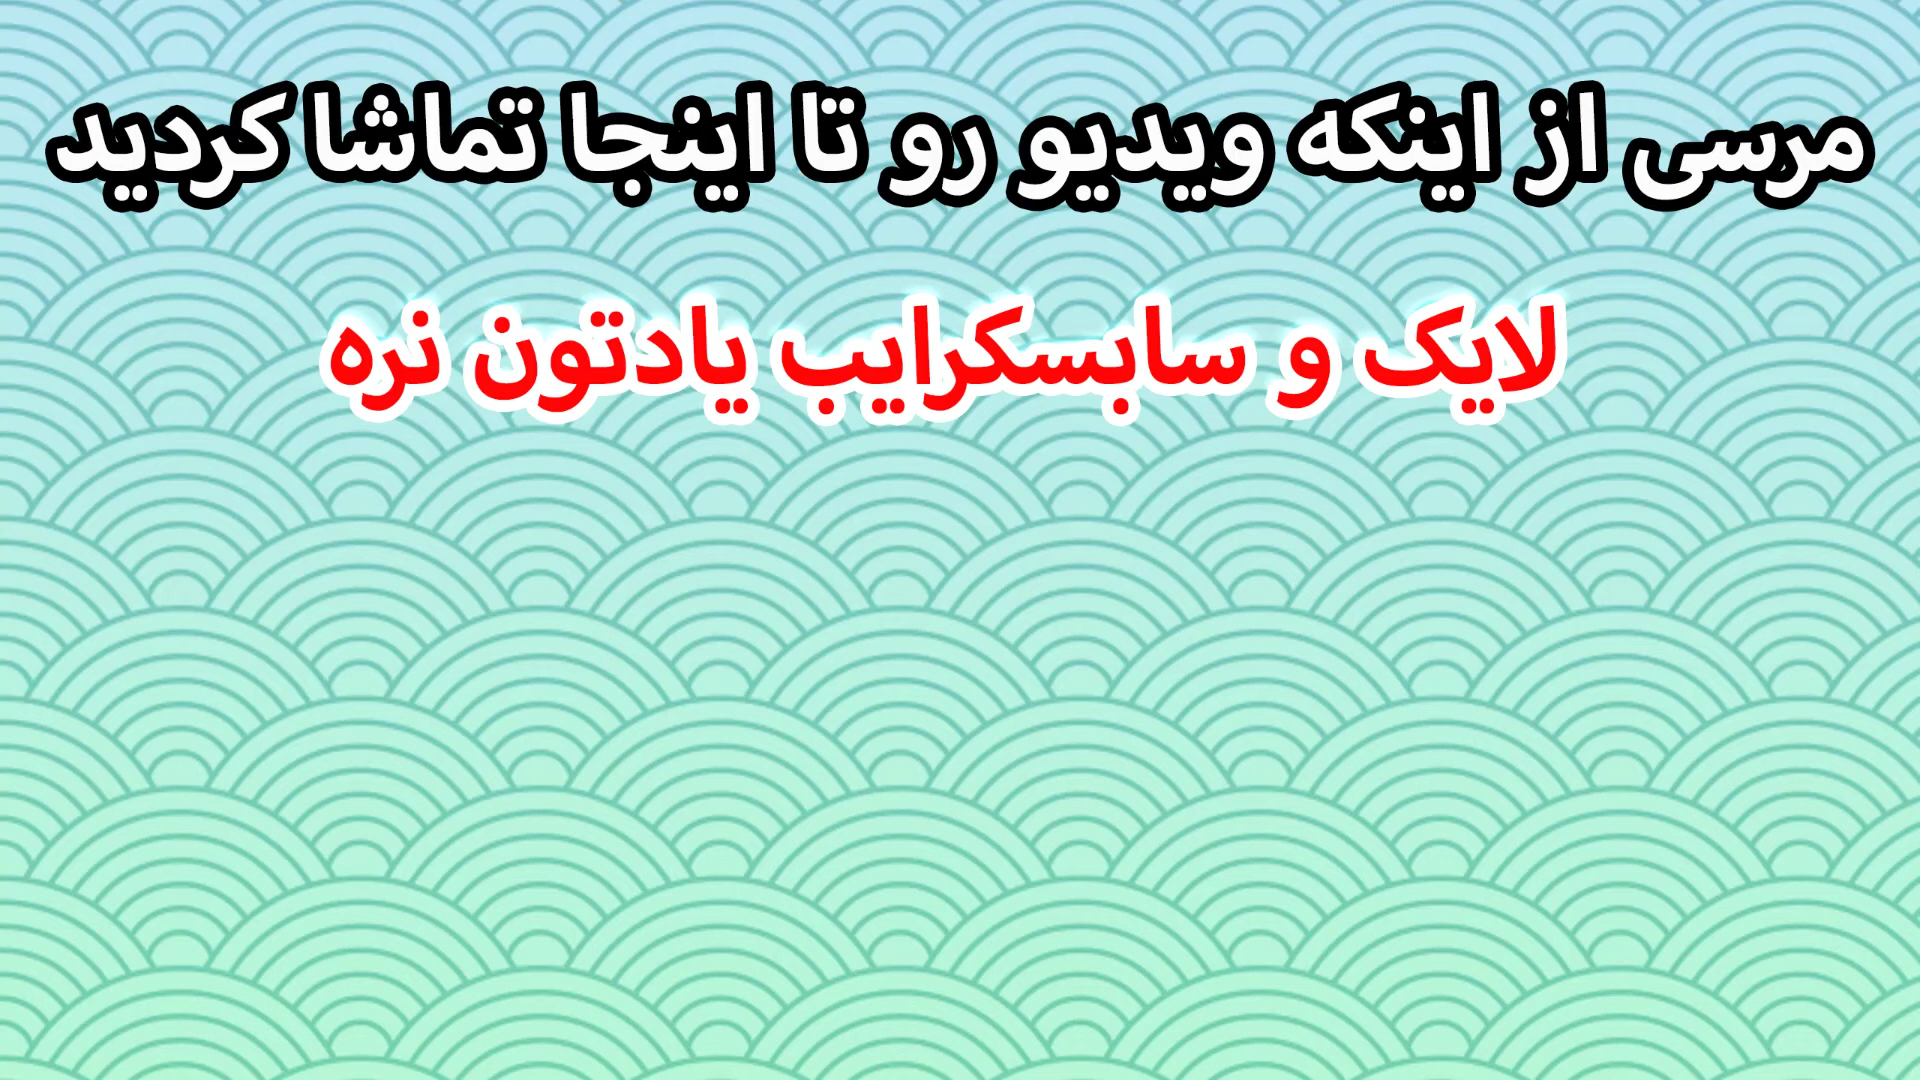 مرسی از اینکه ویدیو رو تا اینجا تماشا کردید
لایک و سابسکرایب یادتون نره